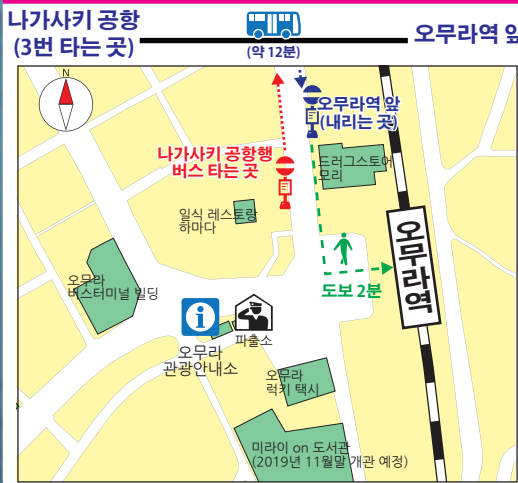 나가사키 공항
(3번 타는 곳)
(약 12분)
오무라역 앞
N
오무라역 앞
(내리는 곳)
나가사키 공항행
버스 타는 곳
드러그스토어
모리
일식 레스토랑
하마다
오무라역
도보 2분
오무라
버스터미널 빌딩
오무라
관광안내소
파출소
오무라
럭키 택시
미라이 on 도서관
(2019년 11월말 개관 예정)